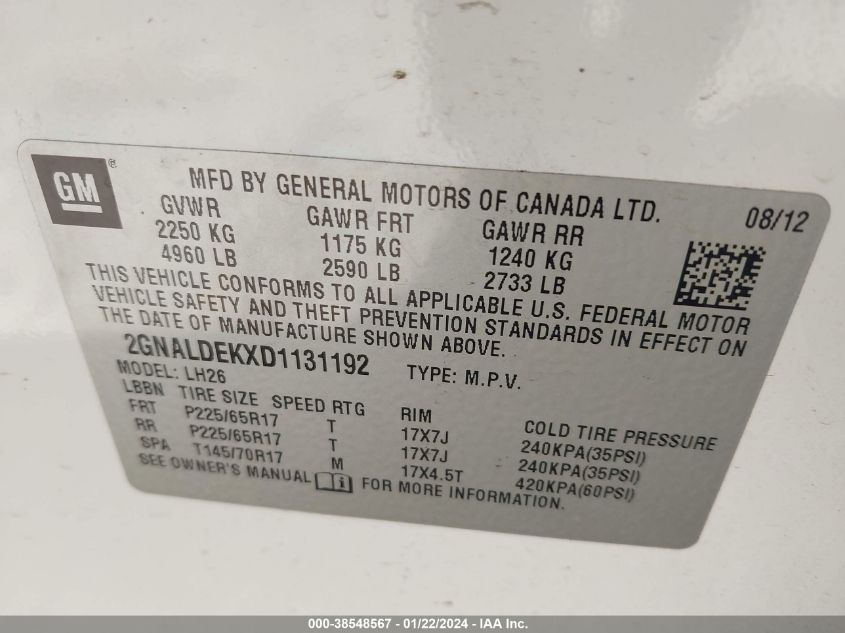 GM ®
MFD BY GENERAL MOTORS OF CANADA LTD. 08/12
GVWR GAWR FRT GAWR RR
2250 KG 1175 KG 1240 KG
4960 LB 2590 LB 2733 LB
THIS VEHICLE CONFORMS TO ALL APPLICABLE U.S. FEDERAL MOTOR
VEHICLE SAFETY AND THEFT PREVENTION STANDARDS IN EFFECT ON
THE DATE OF MANUFACTURE SHOWN ABOVE.
2GNALDEKXD1131192 TYPE: M.P.V.
MODEL: LH26
LBBN TIRE SIZE SPEED RTG RIM COLD TIRE PRESSURE
FRT P225/65R17 T 17X7J 240KPA(35PSI)
RR P225/65R17 T 17X7J 240KPA(35PSI)
SPA T145/70R17 M 17X4.5T 420KPA(60PSI)
SEE OWNER'S MANUAL i FOR MORE INFORMATION.
000-38548567 - 01/22/2024 - IAA Inc.